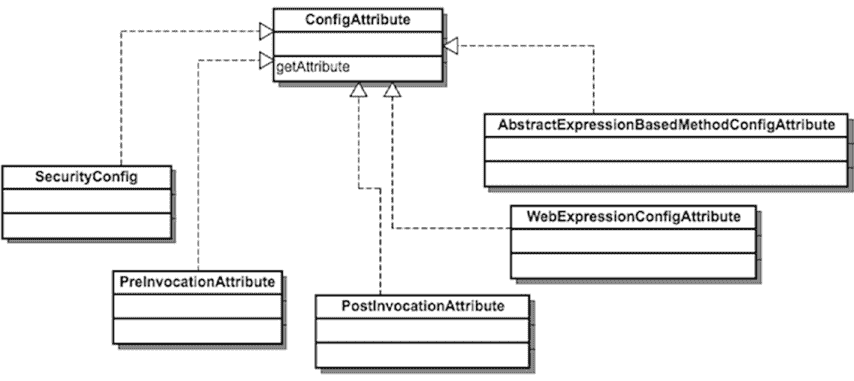 ConfigAttribute
getAttribute
AbstractExpressionBasedMethodConfigAttribute
SecurityConfig
WebExpressionConfigAttribute
PreInvocationAttribute
PostInvocationAttribute